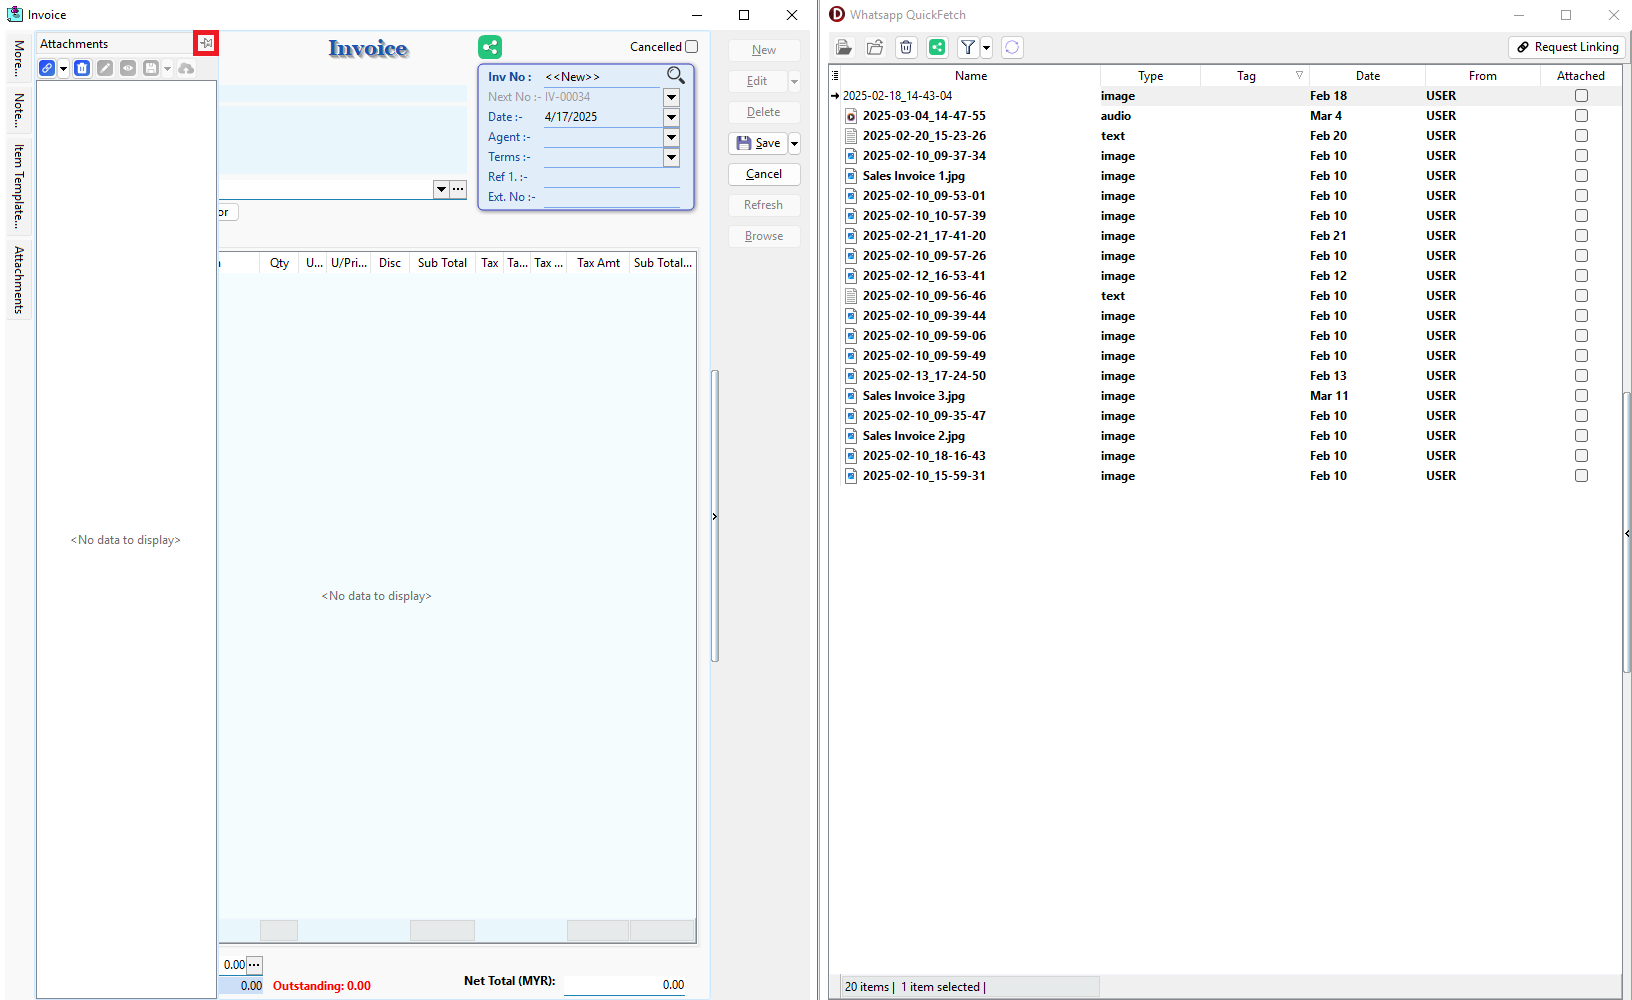 Invoice
More...
Note...
Item Template...
Attachments
Attachments
<No data to display>
Invoice
Cancelled
Inv No : <<New>>
Next No :- IV-00034
Date :- 4/17/2025
Agent :-
Terms :-
Ref 1. :-
Ext. No :-
or
New
Edit
Delete
Save
Cancel
Refresh
Browse
Qty U... U/Pri... Disc Sub Total Tax Ta... Tax ... Tax Amt Sub Total...
<No data to display>
0.00
0.00 Outstanding: 0.00
Net Total (MYR): 0.00
Whatsapp QuickFetch
Request Linking
Name Type Tag Date From Attached
2025-02-18_14-43-04 image Feb 18 USER
2025-03-04_14-47-55 audio Mar 4 USER
2025-02-20_15-23-26 text Feb 20 USER
2025-02-10_09-37-34 image Feb 10 USER
Sales Invoice 1.jpg image Feb 10 USER
2025-02-10_09-53-01 image Feb 10 USER
2025-02-10_10-57-39 image Feb 10 USER
2025-02-21_17-41-20 image Feb 21 USER
2025-02-10_09-57-26 image Feb 10 USER
2025-02-12_16-53-41 image Feb 12 USER
2025-02-10_09-56-46 text Feb 10 USER
2025-02-10_09-39-44 image Feb 10 USER
2025-02-10_09-59-06 image Feb 10 USER
2025-02-10_09-59-49 image Feb 10 USER
2025-02-13_17-24-50 image Feb 13 USER
Sales Invoice 3.jpg image Mar 11 USER
2025-02-10_09-35-47 image Feb 10 USER
Sales Invoice 2.jpg image Feb 10 USER
2025-02-10_18-16-43 image Feb 10 USER
2025-02-10_15-59-31 image Feb 10 USER
20 items | 1 item selected |